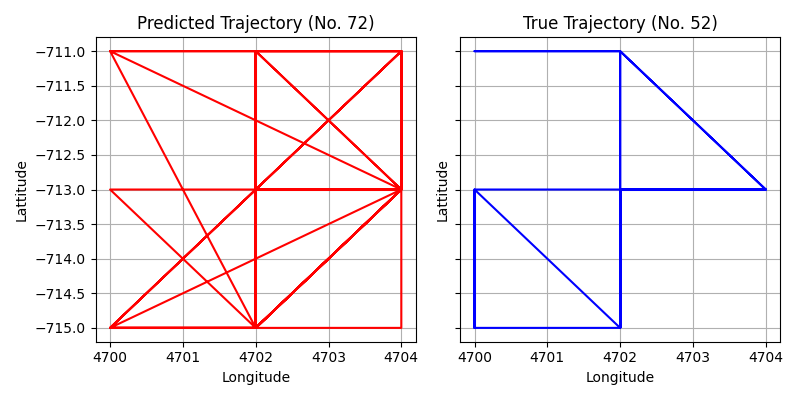 Predicted Trajectory (No. 72)
True Trajectory (No. 52)
−711.0
−711.5
−712.0
−712.5
−713.0
−713.5
−714.0
−714.5
−715.0
Lattitude
Lattitude
4700 4701 4702 4703 4704
4700 4701 4702 4703 4704
Longitude
Longitude